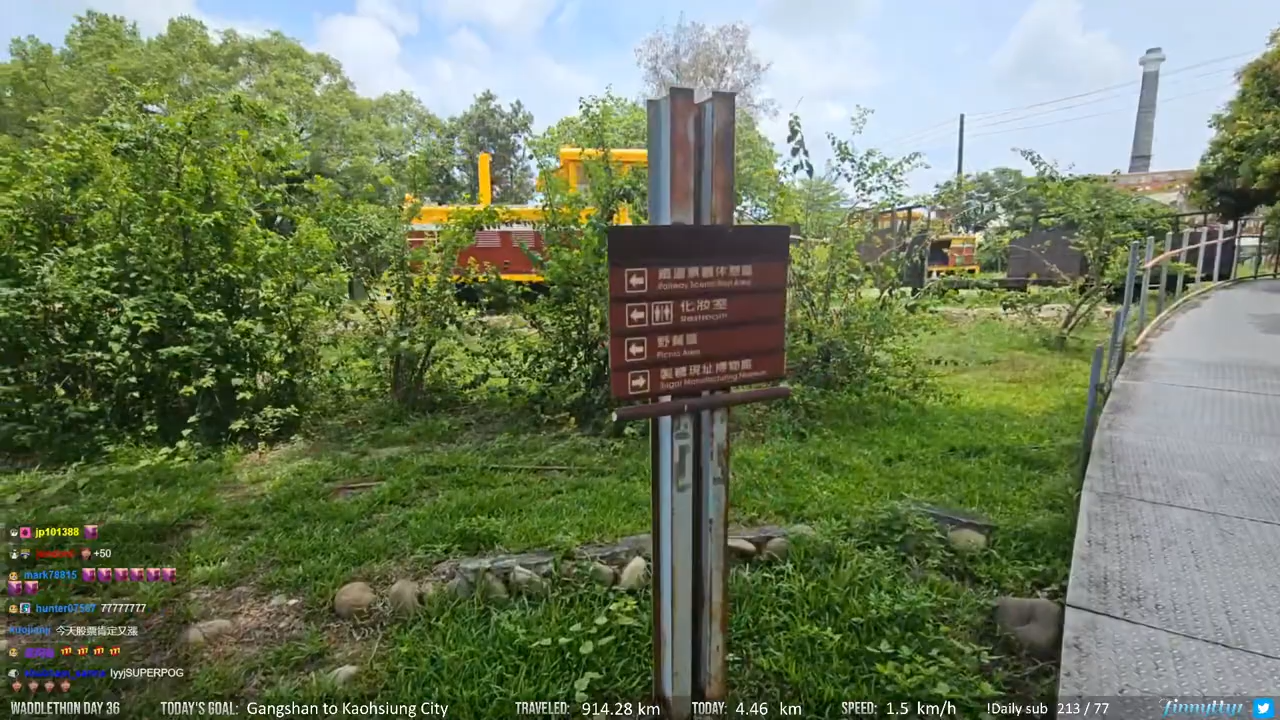 鐵道景觀休憩區
Railway Scenic Rest Area
化妝室
Restroom
野餐區
Picnic Area
製糖現址博物館
Sugar Manufacturing Museum
jp101388
+50
mark78815
hunter07567 77777777
今天股票肯定又漲
lyyjSUPERPOG
WADDLETHON DAY 36 TODAY'S GOAL: Gangshan to Kaohsiung City TRAVELED: 914.28 km TODAY: 4.46 km SPEED: 1.5 km/h !Daily sub 213 / 77 finnyttw